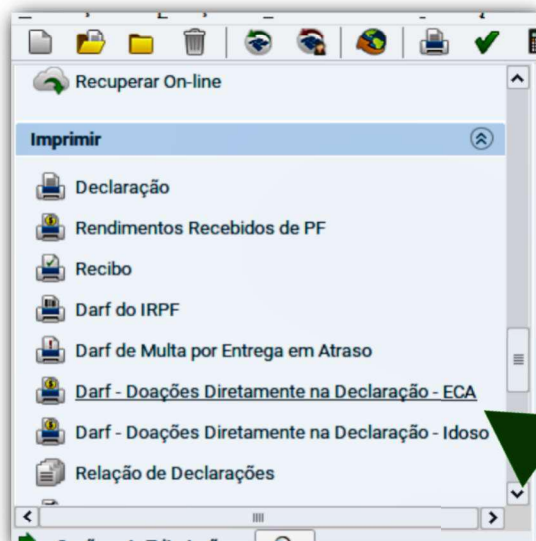 Recuperar On-line
Imprimir
Declaração
Rendimentos Recebidos de PF
Recibo
Darf do IRPF
Darf de Multa por Entrega em Atraso
Darf - Doações Diretamente na Declaração - ECA
Darf - Doações Diretamente na Declaração - Idoso
Relação de Declarações